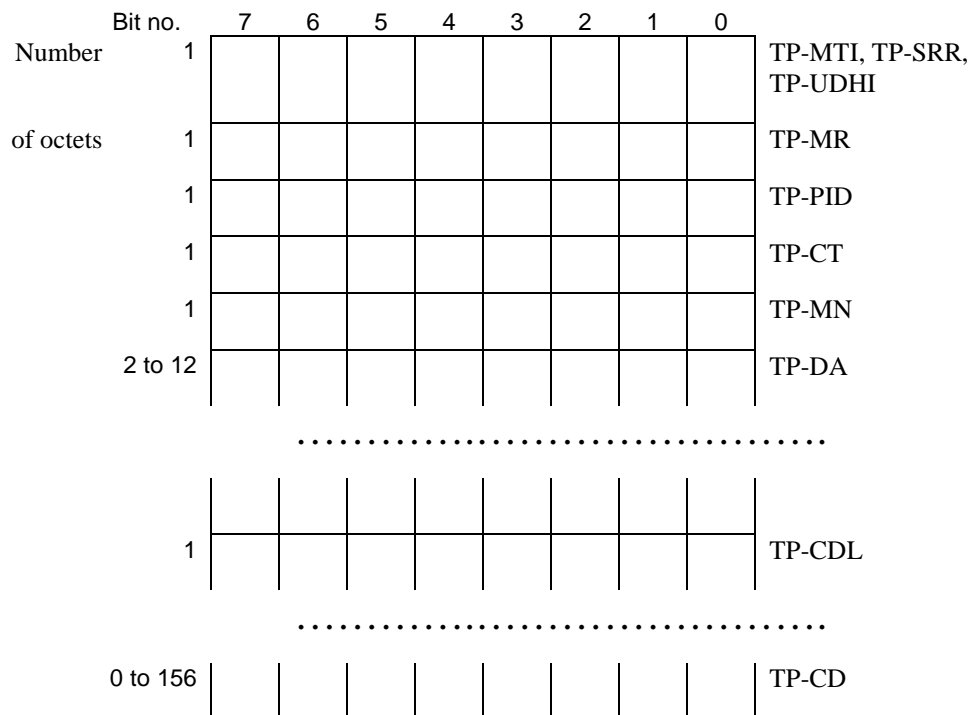 Bit no. 7 6 5 4 3 2 1 0
Number 1 TP-MTI, TP-SRR,
TP-UDHI
of octets 1 TP-MR
1 TP-PID
1 TP-CT
1 TP-MN
2 to 12 TP-DA
1 TP-CDL
0 to 156 TP-CD